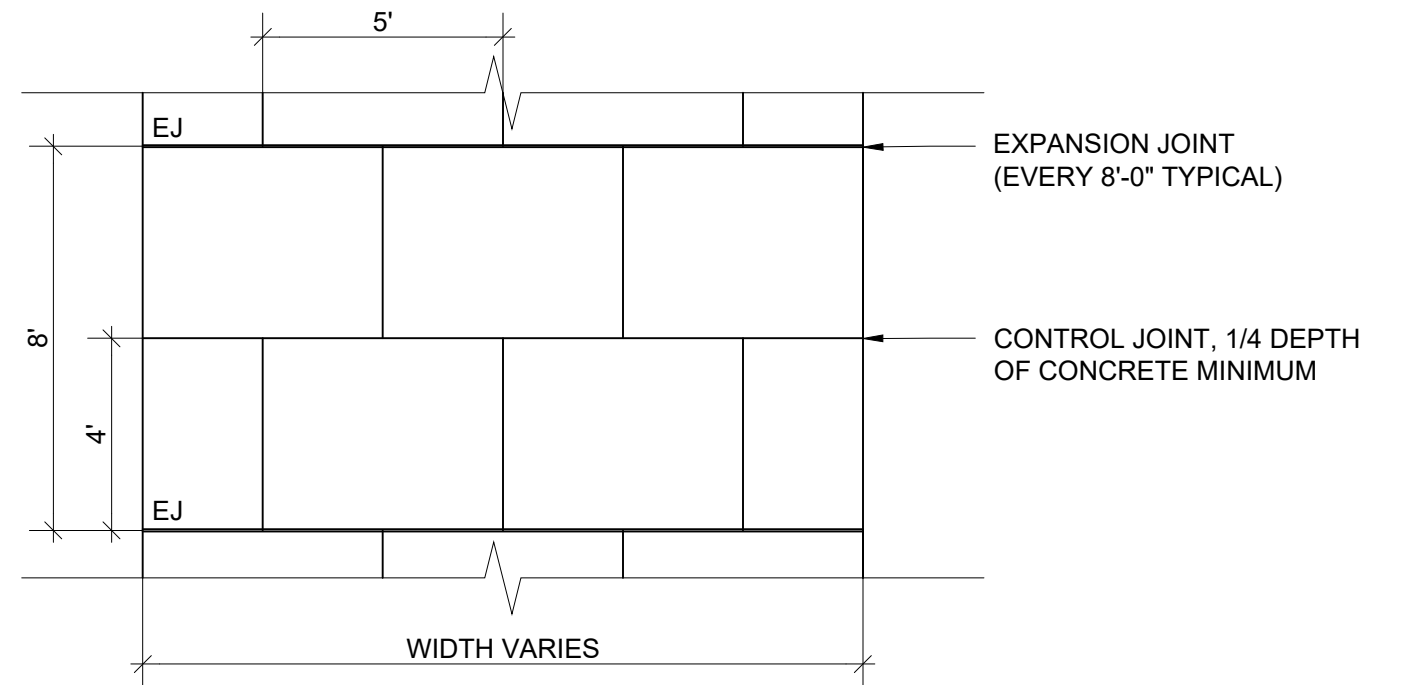 5'
EJ
EXPANSION JOINT
(EVERY 8'-0" TYPICAL)
8'
CONTROL JOINT, 1/4 DEPTH
OF CONCRETE MINIMUM
4'
EJ
WIDTH VARIES